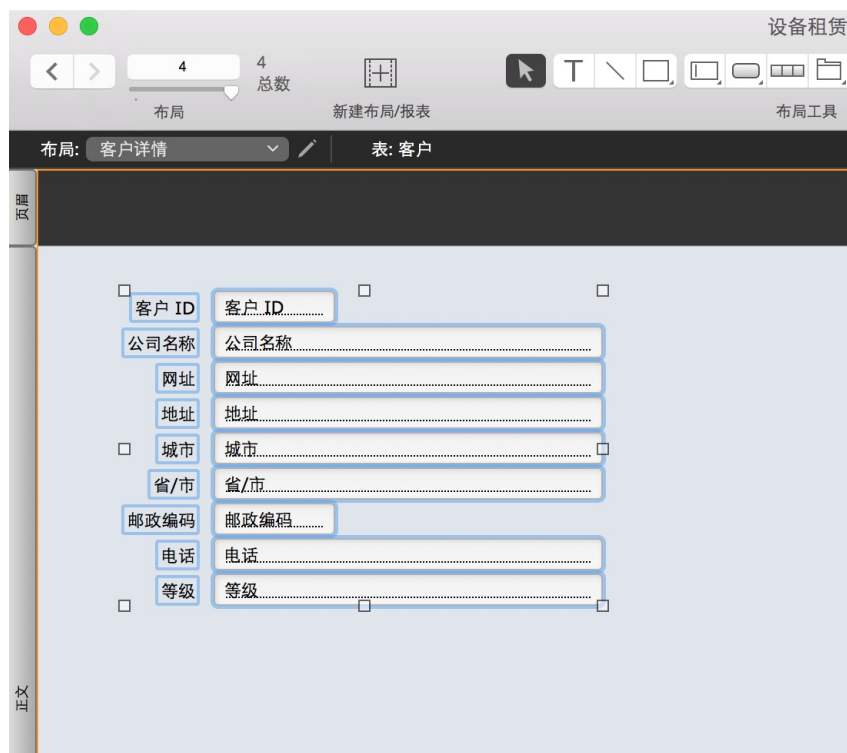 设备租赁
4
4
总数
布局
新建布局/报表
T
布局工具
布局: 客户详情
表: 客户
页眉
客户 ID 客户 ID
公司名称 公司名称
网址 网址
地址 地址
城市 城市
省/市 省/市
邮政编码 邮政编码
电话 电话
等级 等级
正文